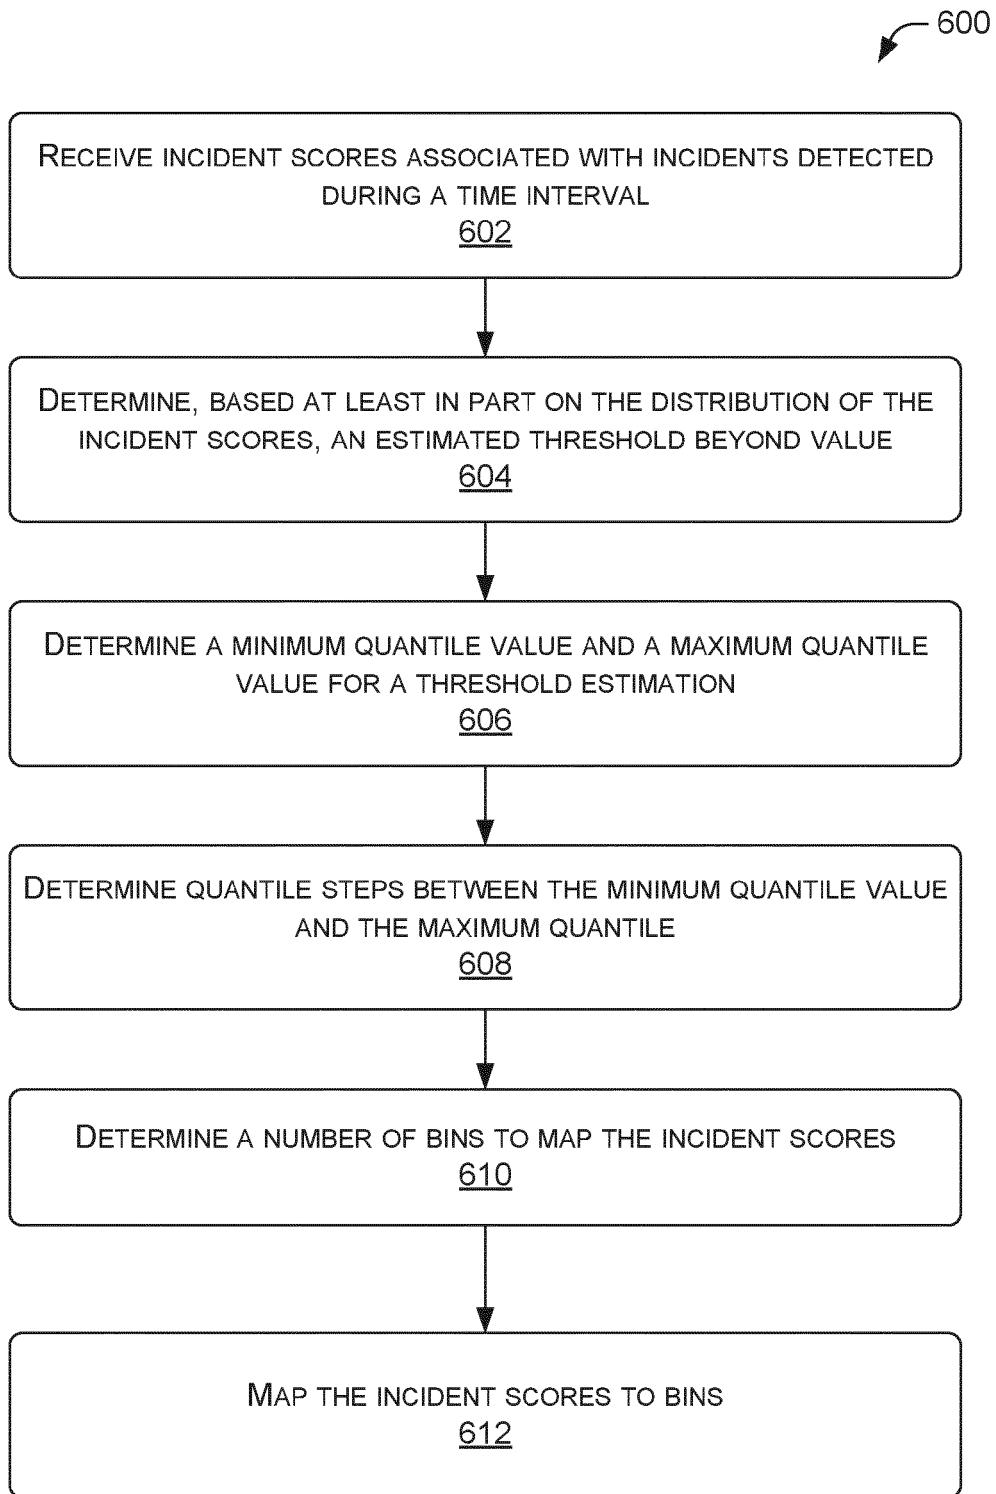 600
RECEIVE INCIDENT SCORES ASSOCIATED WITH INCIDENTS DETECTED
DURING A TIME INTERVAL
602
DETERMINE, BASED AT LEAST IN PART ON THE DISTRIBUTION OF THE
INCIDENT SCORES, AN ESTIMATED THRESHOLD BEYOND VALUE
604
DETERMINE A MINIMUM QUANTILE VALUE AND A MAXIMUM QUANTILE
VALUE FOR A THRESHOLD ESTIMATION
606
DETERMINE QUANTILE STEPS BETWEEN THE MINIMUM QUANTILE VALUE
AND THE MAXIMUM QUANTILE
608
DETERMINE A NUMBER OF BINS TO MAP THE INCIDENT SCORES
610
MAP THE INCIDENT SCORES TO BINS
612